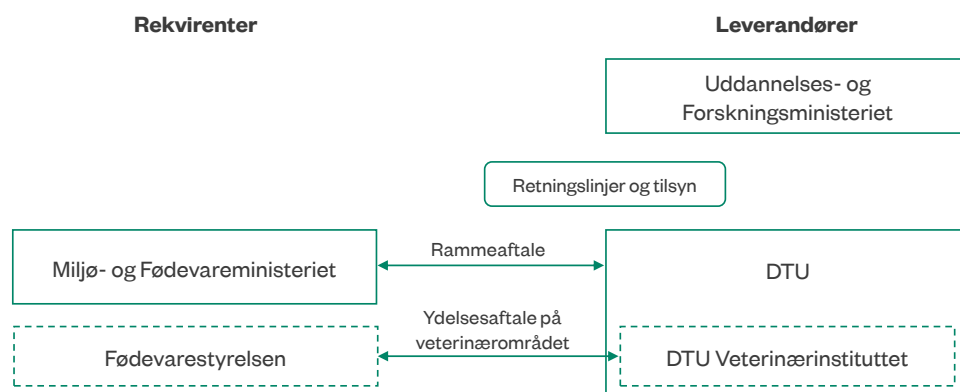 Rekvirenter
Leverandører
Uddannelses- og
Forskningsministeriet
Retningslinjer og tilsyn
Miljø- og Fødevareministeriet
Rammeaftale
DTU
Fødevarestyrelsen
Ydelsesaftale på
veterinærområdet
DTU Veterinærinstituttet